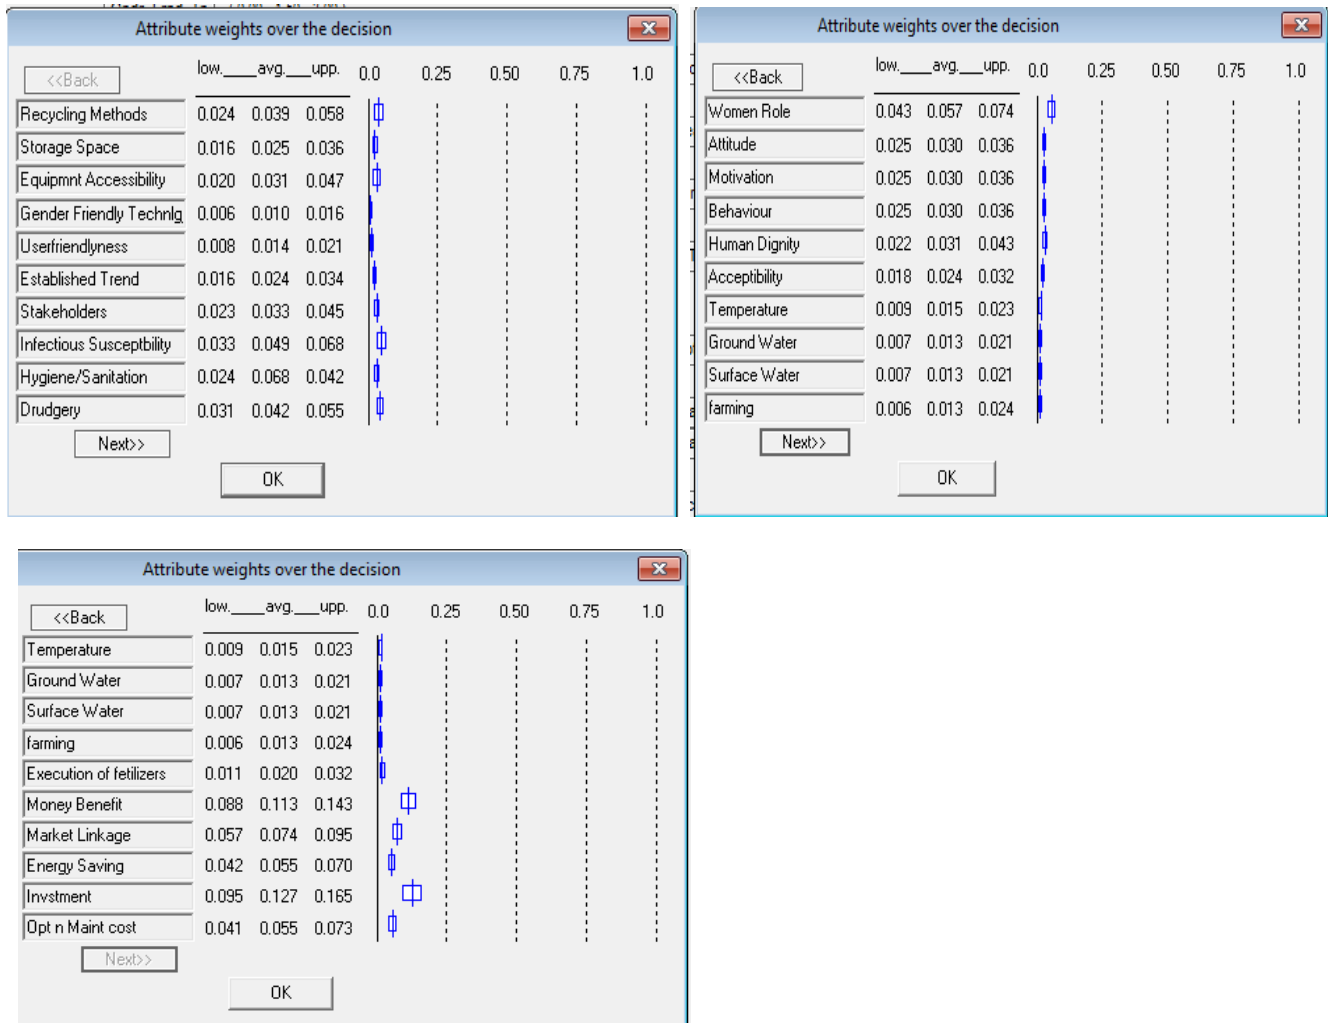 Attribute weights over the decision
<<Back
low.____avg.___upp. 0.0 0.25 0.50 0.75 1.0
Recycling Methods 0.024 0.039 0.058
Storage Space 0.016 0.025 0.036
Equipmnt Accessibility 0.020 0.031 0.047
Gender Friendly Technlg 0.006 0.010 0.016
Userfriendlyness 0.008 0.014 0.021
Established Trend 0.016 0.024 0.034
Stakeholders 0.023 0.033 0.045
Infectious Susceptbility 0.033 0.049 0.068
Hygiene/Sanitation 0.024 0.068 0.042
Drudgery 0.031 0.042 0.055
Next>>
OK
Attribute weights over the decision
<<Back
low.____avg.___upp. 0.0 0.25 0.50 0.75 1.0
Women Role 0.043 0.057 0.074
Attitude 0.025 0.030 0.036
Motivation 0.025 0.030 0.036
Behaviour 0.025 0.030 0.036
Human Dignity 0.022 0.031 0.043
Acceptibility 0.018 0.024 0.032
Temperature 0.009 0.015 0.023
Ground Water 0.007 0.013 0.021
Surface Water 0.007 0.013 0.021
farming 0.006 0.013 0.024
Next>>
OK
Attribute weights over the decision
<<Back
low.____avg.___upp. 0.0 0.25 0.50 0.75 1.0
Temperature 0.009 0.015 0.023
Ground Water 0.007 0.013 0.021
Surface Water 0.007 0.013 0.021
farming 0.006 0.013 0.024
Execution of fetilizers 0.011 0.020 0.032
Money Benefit 0.088 0.113 0.143
Market Linkage 0.057 0.074 0.095
Energy Saving 0.042 0.055 0.070
Invstment 0.095 0.127 0.165
Opt n Maint cost 0.041 0.055 0.073
Next>>
OK